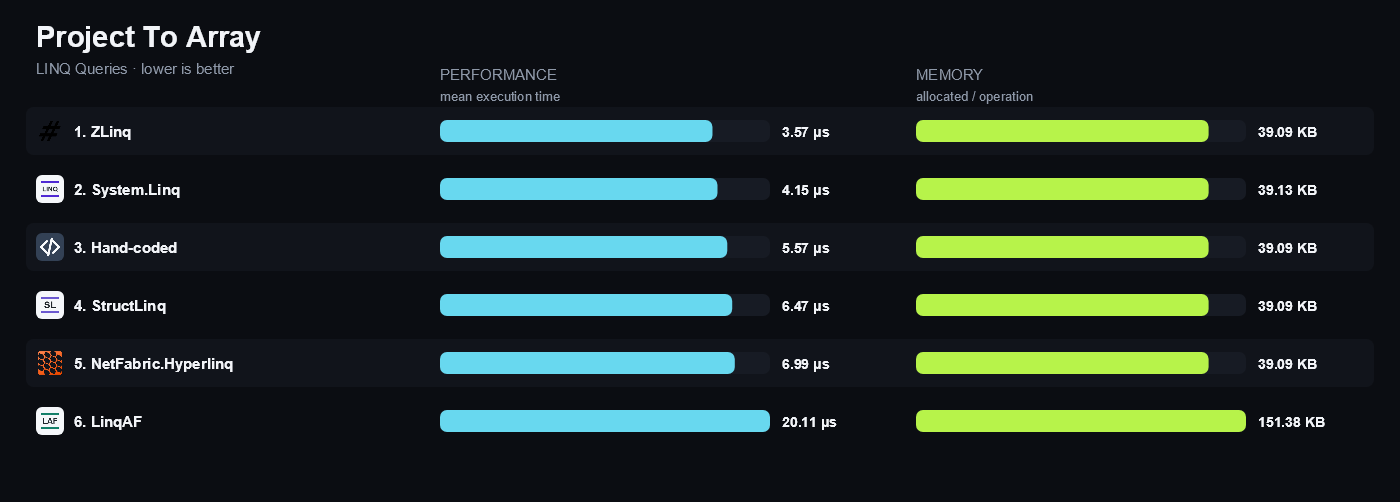 Project To Array
LINQ Queries · lower is better
PERFORMANCE
mean execution time
MEMORY
allocated / operation
# 1. ZLinq 3.57 µs 39.09 KB
LINQ 2. System.Linq 4.15 µs 39.13 KB
</> 3. Hand-coded 5.57 µs 39.09 KB
SL 4. StructLinq 6.47 µs 39.09 KB
5. NetFabric.Hyperlinq 6.99 µs 39.09 KB
LAF 6. LinqAF 20.11 µs 151.38 KB